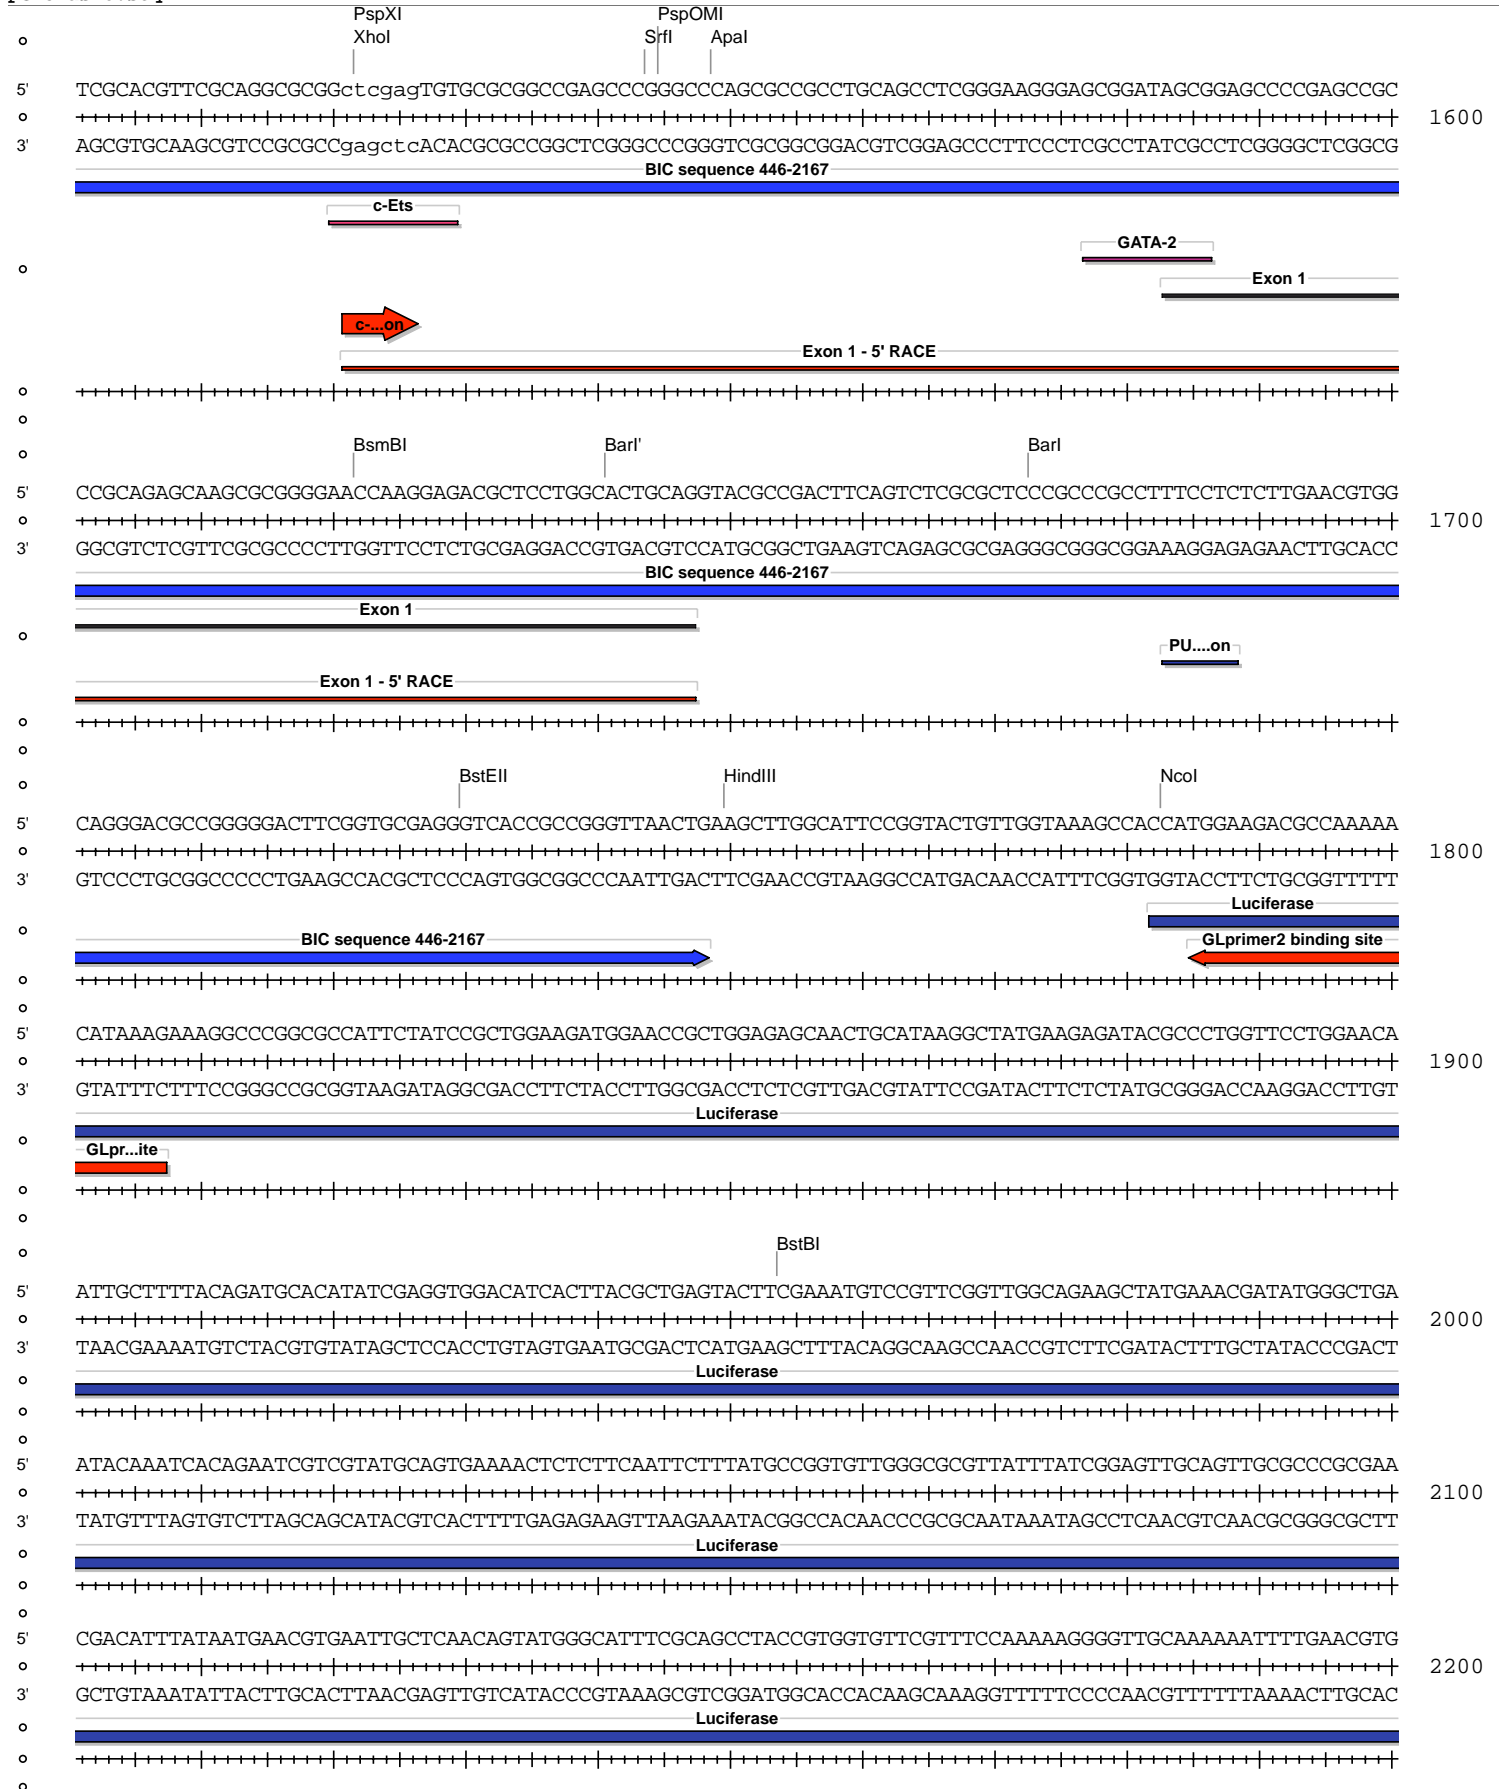 PspXI PspOMI
XhoI SrfI ApaI
5' TCGCACGTTCGCAGGCGCGGctcgagTGTGCGCGGCCGAGCCCGGGCCCAGCGCCGCCTGCAGCCTCGGGAAGGGAGCGGATAGCGGAGCCCCGAGCCGC
1600
3' AGCGTGCAAGCGTCCGCGCCgagctcACACGCGCCGGCTCGGGCCCGGGTCGCGGCGGACGTCGGAGCCCTTCCCTCGCCTATCGCCTCGGGGCTCGGCG
BIC sequence 446-2167
c-Ets
GATA-2
Exon 1
c-...on
Exon 1 - 5' RACE
BsmBI BarI' BarI
5' CCGCAGAGCAAGCGCGGGGAACCAAGGAGACGCTCCTGGCACTGCAGGTACGCCGACTTCAGTCTCGCGCTCCCGCCCGCCTTTCCTCTCTTGAACGTGG
1700
3' GGCGTCTCGTTCGCGCCCCTTGGTTCCTCTGCGAGGACCGTGACGTCCATGCGGCTGAAGTCAGAGCGCGAGGGCGGGCGGAAAGGAGAGAACTTGCACC
BIC sequence 446-2167
Exon 1
PU....on
Exon 1 - 5' RACE
BstEII HindIII NcoI
5' CAGGGACGCCGGGGGACTTCGGTGCGAGGGTCACCGCCGGGTTAACTGAAGCTTGGCATTCCGGTACTGTTGGTAAAGCCACCATGGAAGACGCCAAAAA
1800
3' GTCCCTGCGGCCCCCTGAAGCCACGCTCCCAGTGGCGGCCCAATTGACTTCGAACCGTAAGGCCATGACAACCATTTCGGTGGTACCTTCTGCGGTTTTT
Luciferase
BIC sequence 446-2167 GLprimer2 binding site
5' CATAAAGAAAGGCCCGGCGCCATTCTATCCGCTGGAAGATGGAACCGCTGGAGAGCAACTGCATAAGGCTATGAAGAGATACGCCCTGGTTCCTGGAACA
1900
3' GTATTTCTTTCCGGGCCGCGGTAAGATAGGCGACCTTCTACCTTGGCGACCTCTCGTTGACGTATTCCGATACTTCTCTATGCGGGACCAAGGACCTTGT
Luciferase
GLpr...ite
BstBI
5' ATTGCTTTTACAGATGCACATATCGAGGTGGACATCACTTACGCTGAGTACTTCGAAATGTCCGTTCGGTTGGCAGAAGCTATGAAACGATATGGGCTGA
2000
3' TAACGAAAATGTCTACGTGTATAGCTCCACCTGTAGTGAATGCGACTCATGAAGCTTTACAGGCAAGCCAACCGTCTTCGATACTTTGCTATACCCGACT
Luciferase
5' ATACAAATCACAGAATCGTCGTATGCAGTGAAAACTCTCTTCAATTCTTTATGCCGGTGTTGGGCGCGTTATTTATCGGAGTTGCAGTTGCGCCCGCGAA
2100
3' TATGTTTAGTGTCTTAGCAGCATACGTCACTTTTGAGAGAAGTTAAGAAATACGGCCACAACCCGCGCAATAAATAGCCTCAACGTCAACGCGGGCGCTT
Luciferase
5' CGACATTTATAATGAACGTGAATTGCTCAACAGTATGGGCATTTCGCAGCCTACCGTGGTGTTCGTTTCCAAAAAGGGGTTGCAAAAAATTTTGAACGTG
2200
3' GCTGTAAATATTACTTGCACTTAACGAGTTGTCATACCCGTAAAGCGTCGGATGGCACCACAAGCAAAGGTTTTTCCCCAACGTTTTTTAAAACTTGCAC
Luciferase